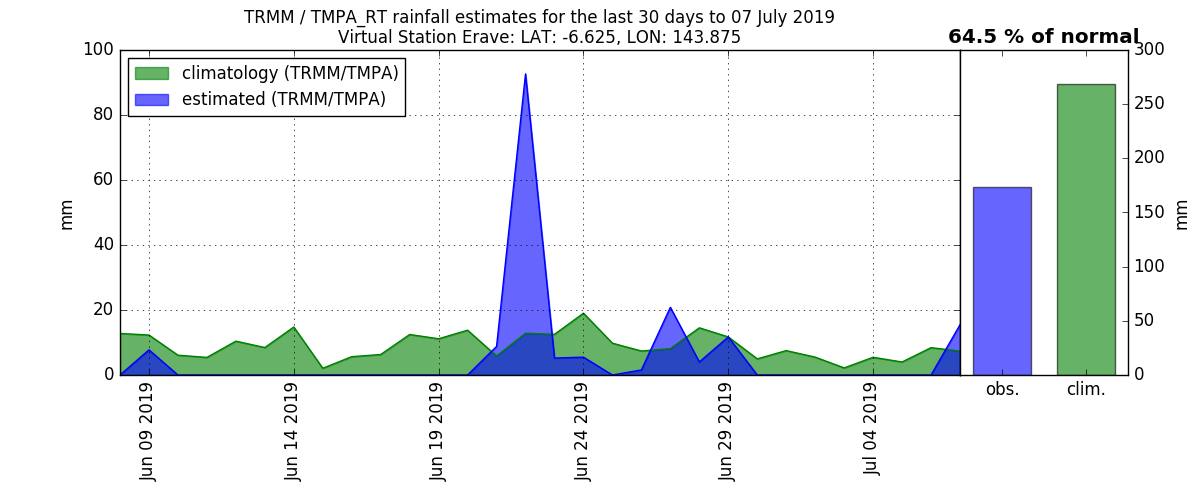 TRMM / TMPA_RT rainfall estimates for the last 30 days to 07 July 2019
Virtual Station Erave: LAT: -6.625, LON: 143.875
64.5 % of normal
climatology (TRMM/TMPA)
estimated (TRMM/TMPA)
100
80
60
40
20
0
mm
Jun 09 2019
Jun 14 2019
Jun 19 2019
Jun 24 2019
Jun 29 2019
Jul 04 2019
300
250
200
150
100
50
0
mm
obs.
clim.